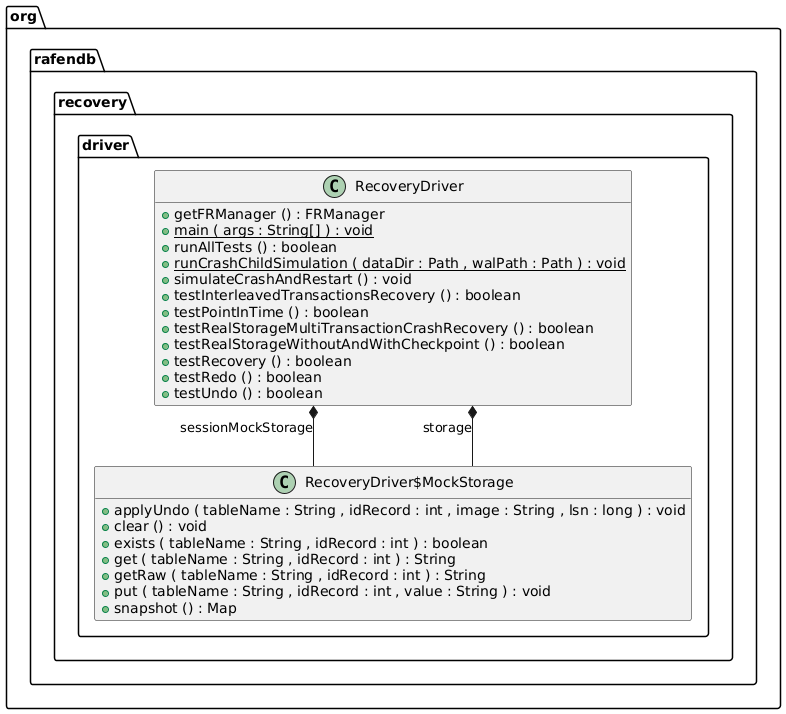 org
rafendb
recovery
driver
C RecoveryDriver
getFRManager () : FRManager
main ( args : String[] ) : void
runAllTests () : boolean
runCrashChildSimulation ( dataDir : Path , walPath : Path ) : void
simulateCrashAndRestart () : void
testInterleavedTransactionsRecovery () : boolean
testPointInTime () : boolean
testRealStorageMultiTransactionCrashRecovery () : boolean
testRealStorageWithoutAndWithCheckpoint () : boolean
testRecovery () : boolean
testRedo () : boolean
testUndo () : boolean
sessionMockStorage
storage
C RecoveryDriver$MockStorage
applyUndo ( tableName : String , idRecord : int , image : String , lsn : long ) : void
clear () : void
exists ( tableName : String , idRecord : int ) : boolean
get ( tableName : String , idRecord : int ) : String
getRaw ( tableName : String , idRecord : int ) : String
put ( tableName : String , idRecord : int , value : String ) : void
snapshot () : Map